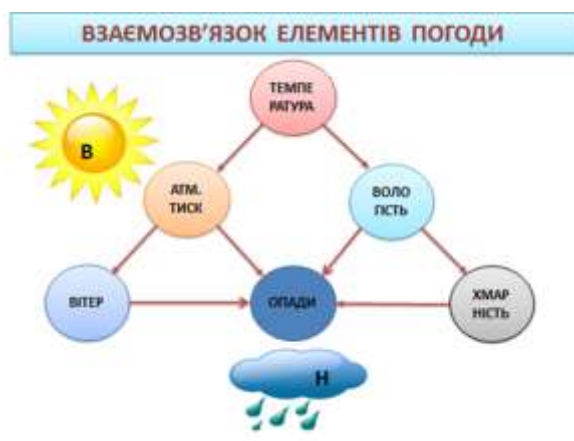 ВЗАЄМОЗВ'ЯЗОК ЕЛЕМЕНТІВ ПОГОДИ
ТЕМПЕ
РАТУРА
В
АТМ.
ТИСК
ВОЛО
ГІСТЬ
ВІТЕР
ОПАДИ
ХМАР
НІСТЬ
Н